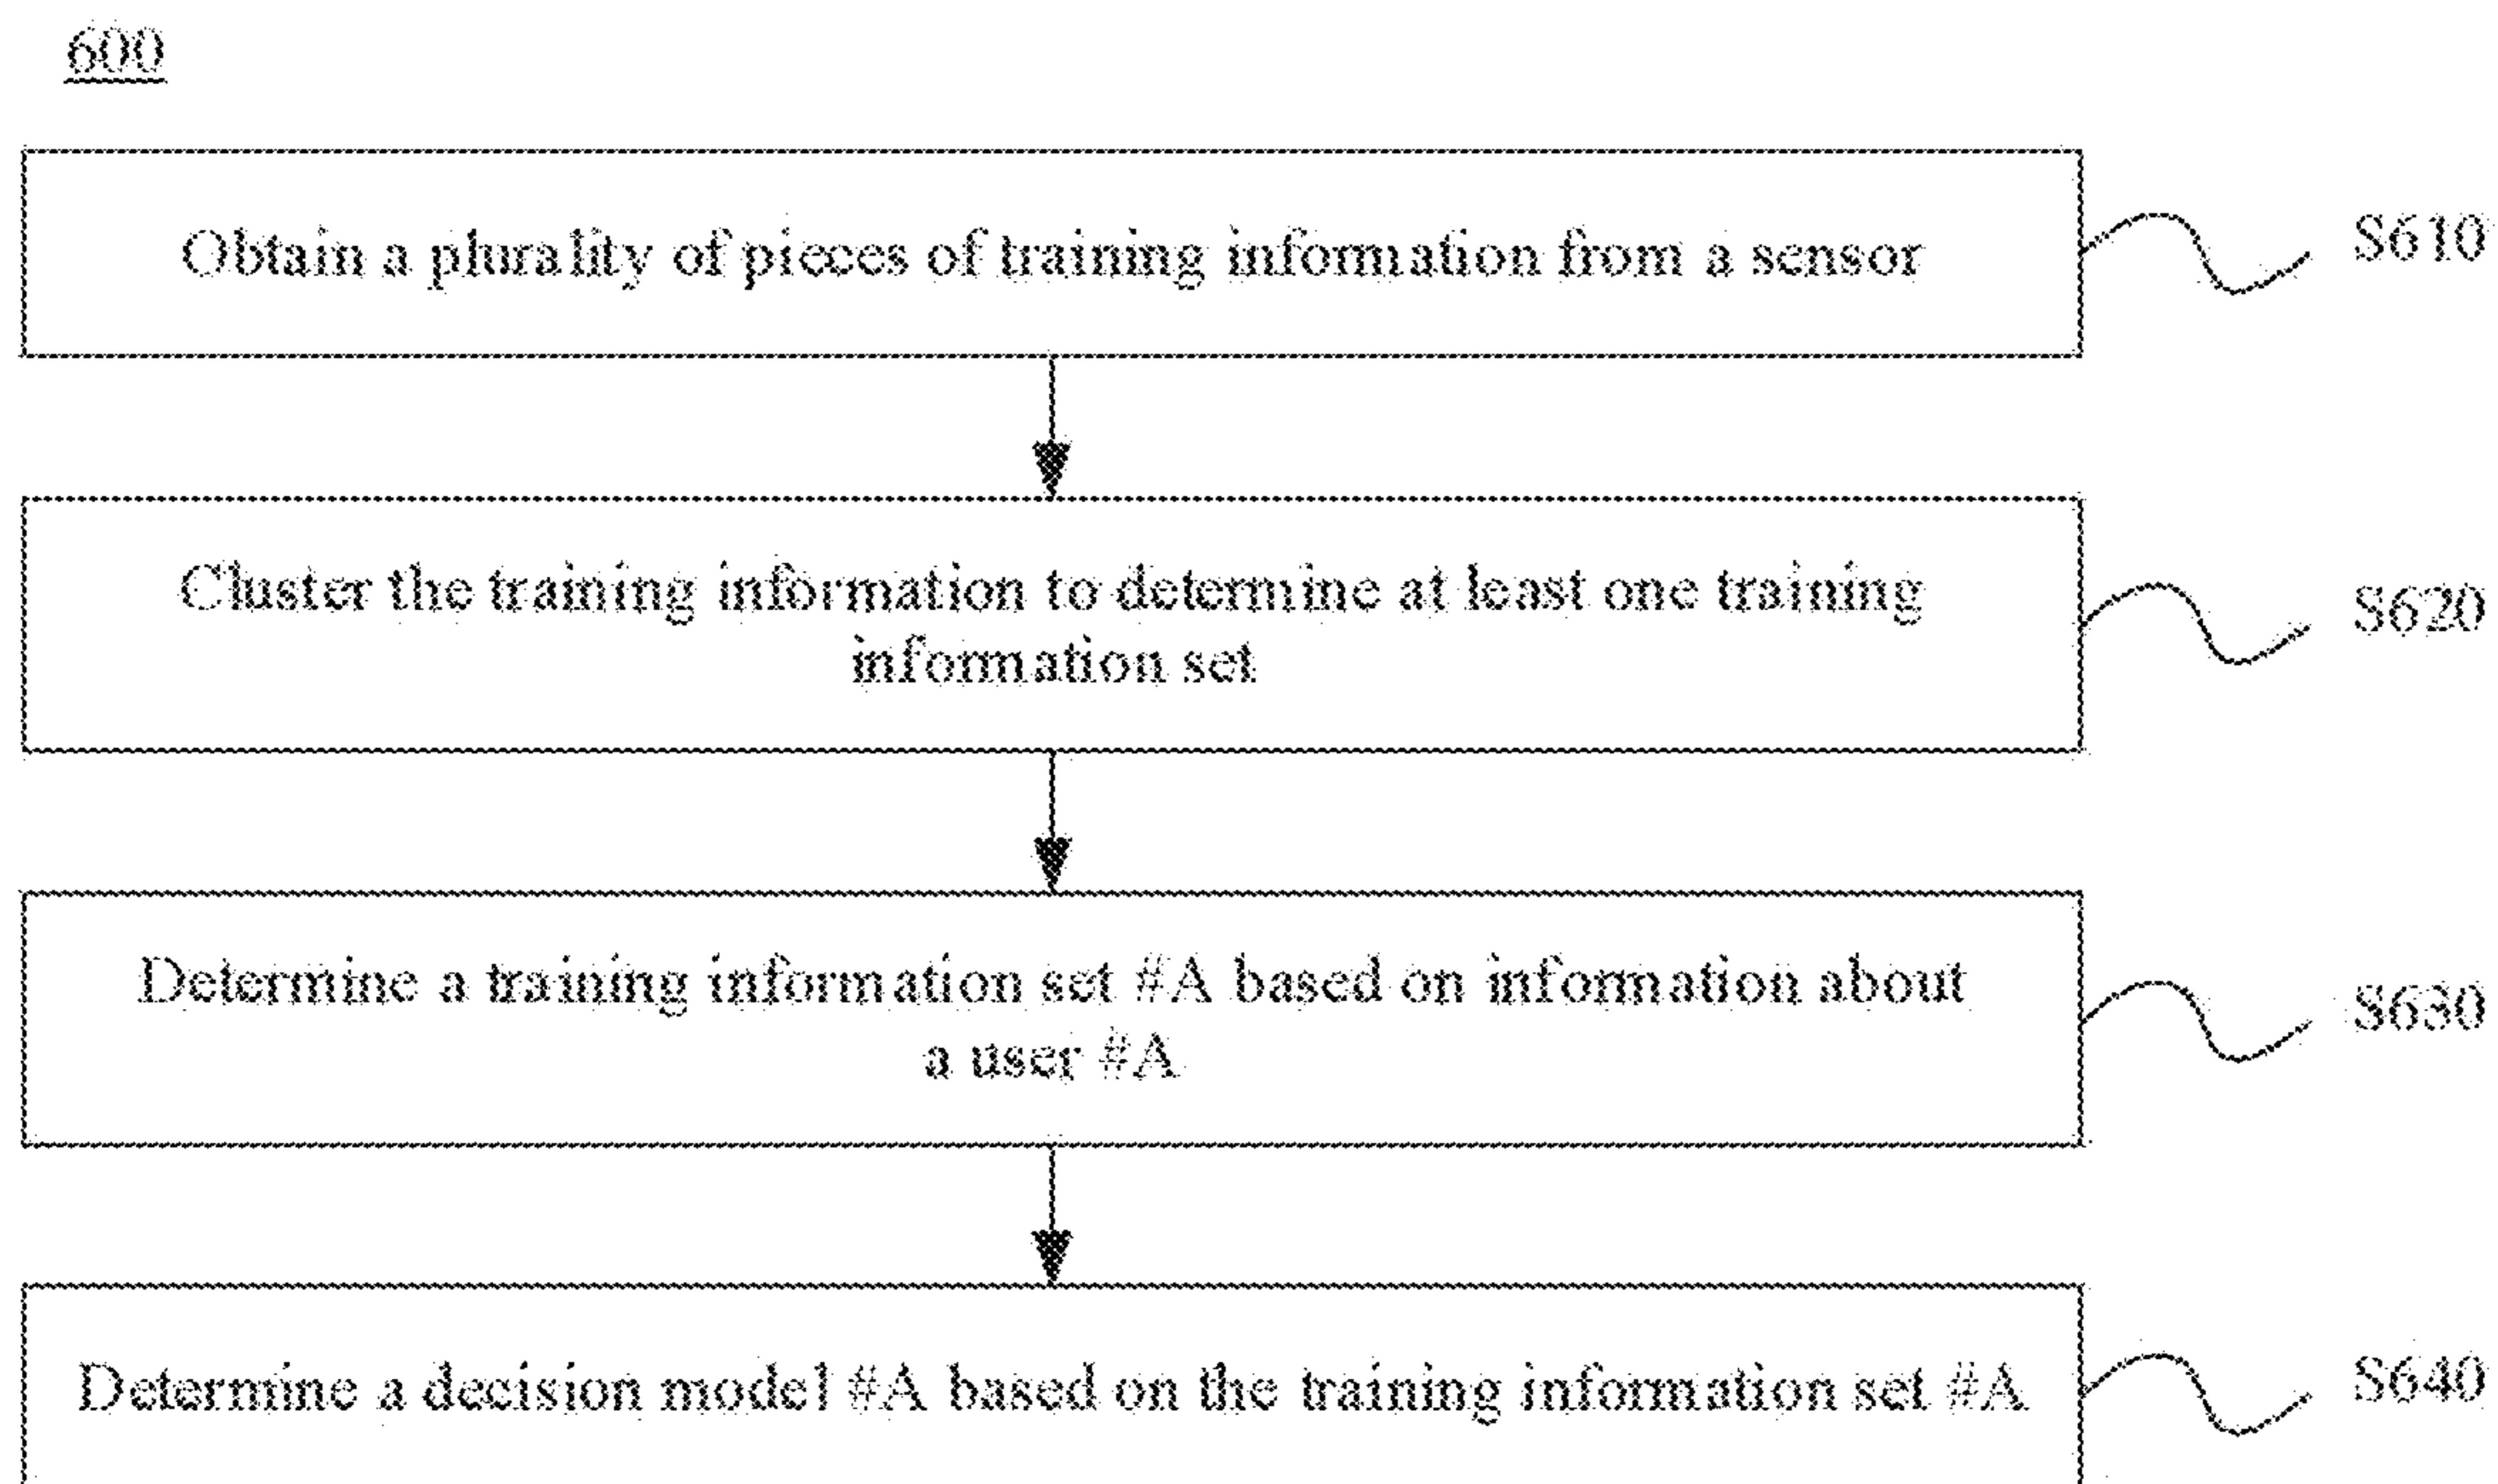 600
Obtain a plurality of pieces of training information from a sensor
S610
Cluster the training information to determine at least one training
information set
S620
Determine a training information set #A based on information about
a user #A
S630
Determine a decision model #A based on the training information set #A
S640